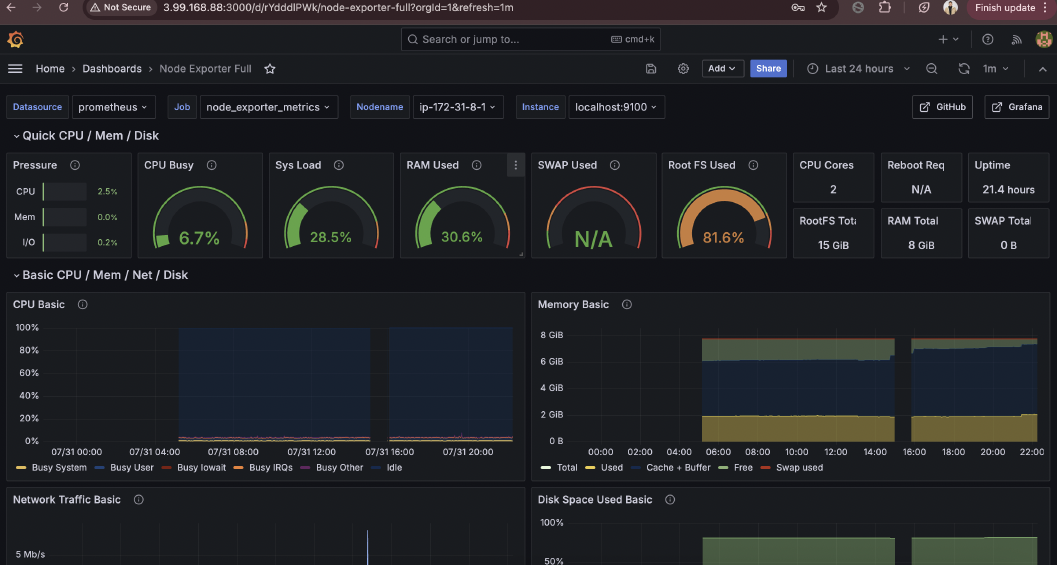 Not Secure 3.99.168.88:3000/d/rYdddlPWk/node-exporter-full?orgId=1&refresh=1m Finish update
Search or jump to... cmd+k
Home › Dashboards › Node Exporter Full Add Share Last 24 hours 1m
Datasource prometheus Job node_exporter_metrics Nodename ip-172-31-8-1 Instance localhost:9100 GitHub Grafana
Quick CPU / Mem / Disk
Pressure
CPU 2.5%
Mem 0.0%
I/O 0.2%
CPU Busy
6.7%
Sys Load
28.5%
RAM Used
30.6%
SWAP Used
N/A
Root FS Used
81.6%
CPU Cores
2
Reboot Req
N/A
Uptime
21.4 hours
RootFS Tota
15 GiB
RAM Total
8 GiB
SWAP Total
0 B
Basic CPU / Mem / Net / Disk
CPU Basic
100%
80%
60%
40%
20%
0%
07/31 00:00 07/31 04:00 07/31 08:00 07/31 12:00 07/31 16:00 07/31 20:00
Busy System Busy User Busy Iowait Busy IRQs Busy Other Idle
Memory Basic
8 GiB
6 GiB
4 GiB
2 GiB
0 B
00:00 02:00 04:00 06:00 08:00 10:00 12:00 14:00 16:00 18:00 20:00 22:00
Total Used Cache + Buffer Free Swap used
Network Traffic Basic
5 Mb/s
Disk Space Used Basic
100%
50%